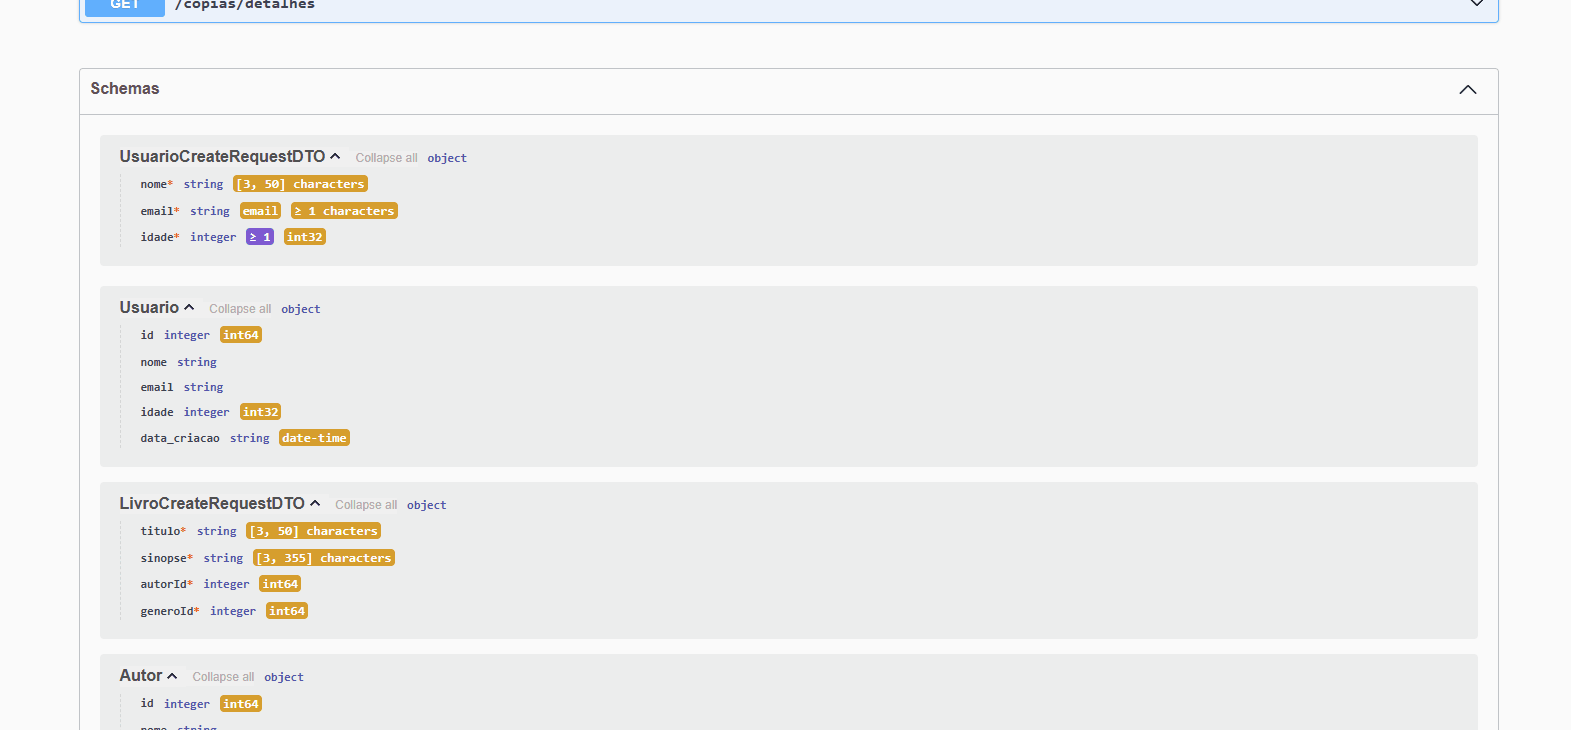 GET /copias/detalhes
Schemas
UsuarioCreateRequestDTO Collapse all object
nome* string [3, 50] characters
email* string email ≥ 1 characters
idade* integer ≥ 1 int32
Usuario Collapse all object
id integer int64
nome string
email string
idade integer int32
data_criacao string date-time
LivroCreateRequestDTO Collapse all object
titulo* string [3, 50] characters
sinopse* string [3, 355] characters
autorId* integer int64
generoId* integer int64
Autor Collapse all object
id integer int64
nome string